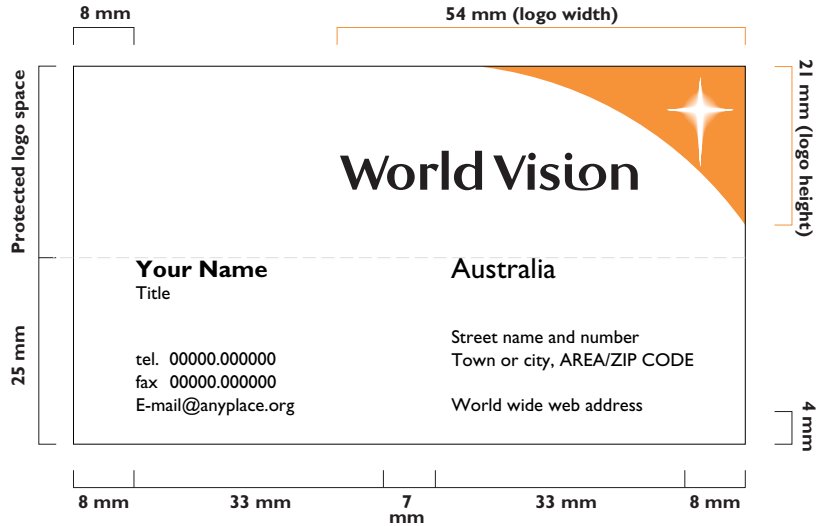 8 mm
54 mm (logo width)
Protected logo space
21 mm (logo height)
World Vision
Your Name
Title
Australia
25 mm
Street name and number
tel. 00000.000000
Town or city, AREA/ZIP CODE
fax 00000.000000
E-mail@anyplace.org
World wide web address
4 mm
8 mm
33 mm
7
mm
33 mm
8 mm